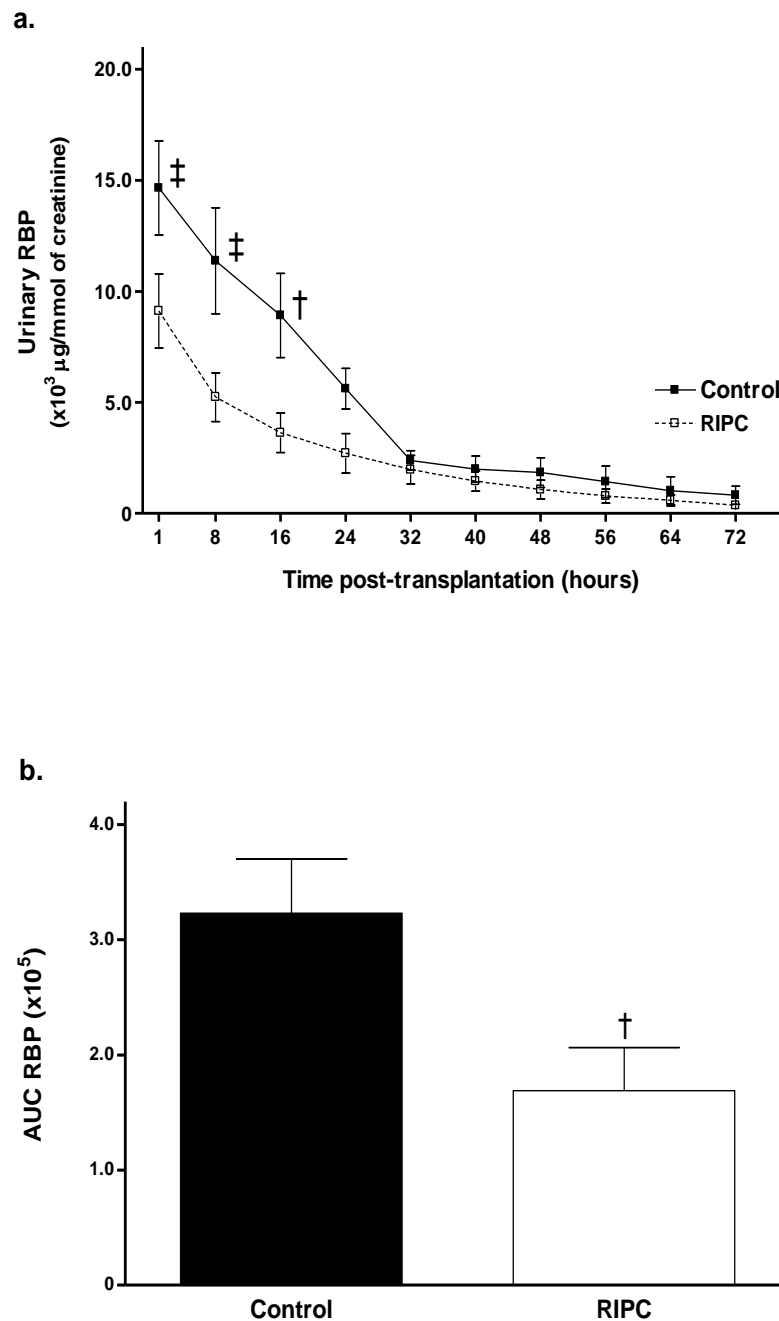 a.
20.0
15.0
10.0
5.0
0
Urinary RBP
(x10³ µg/mmol of creatinine)
‡
‡
†
Control
RIPC
1 8 16 24 32 40 48 56 64 72
Time post-transplantation (hours)
b.
4.0
3.0
2.0
1.0
0
AUC RBP (x10⁵)
†
Control RIPC